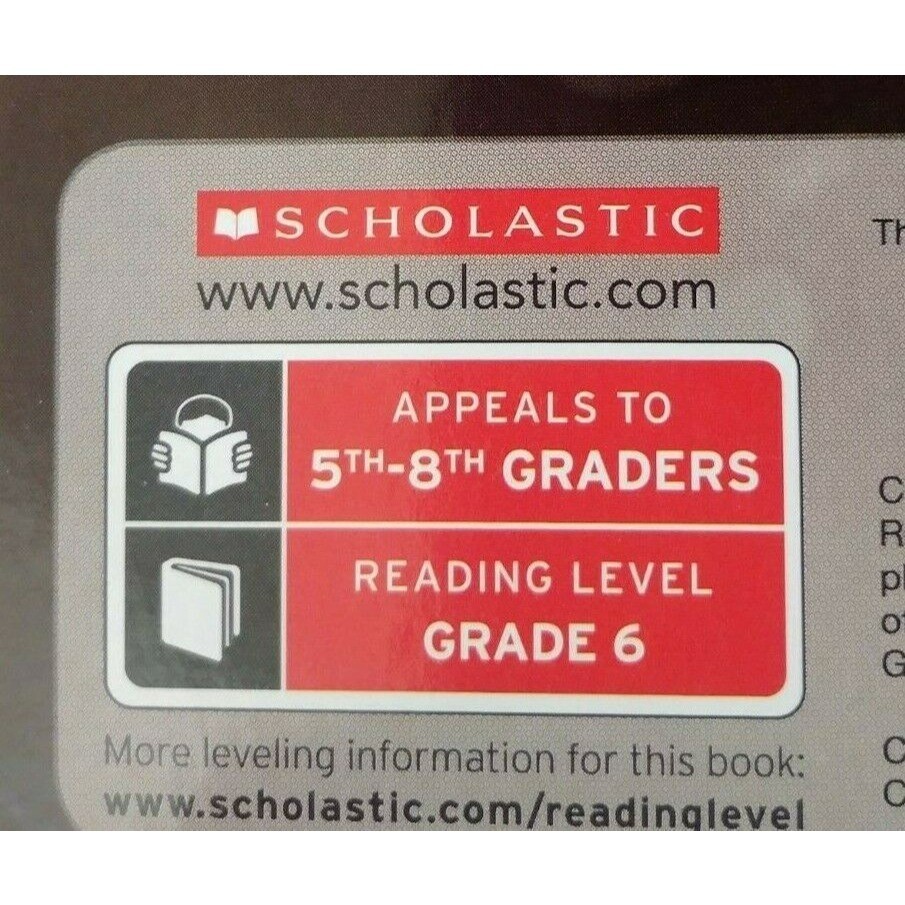 SCHOLASTIC
www.scholastic.com
APPEALS TO
5TH-8TH GRADERS
READING LEVEL
GRADE 6
More leveling information for this book:
www.scholastic.com/readinglevel